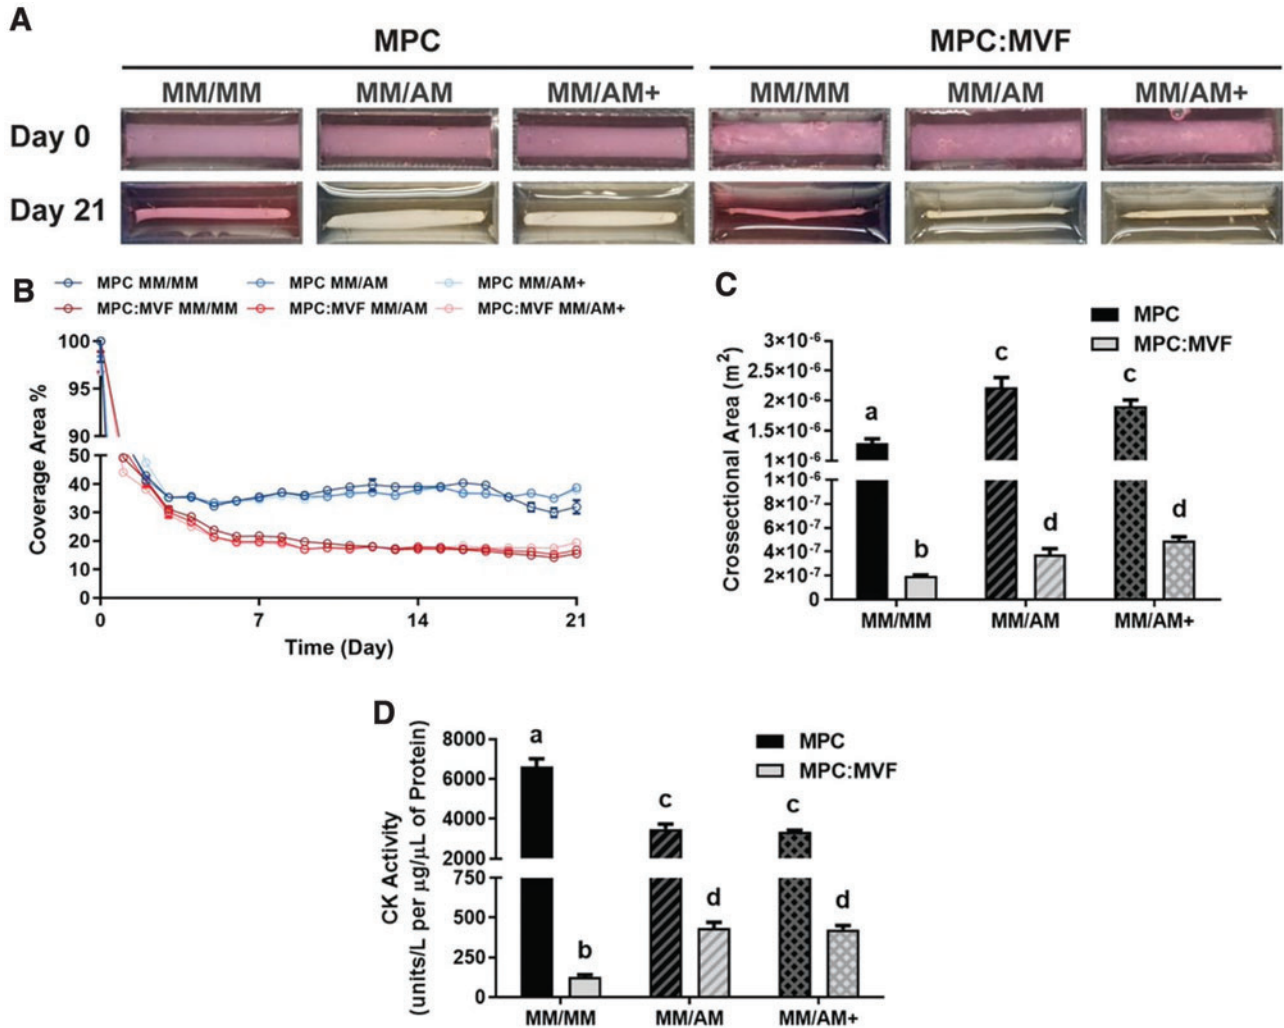 A
MPC MPC:MVF
MM/MM MM/AM MM/AM+ MM/MM MM/AM MM/AM+
Day 0
Day 21
B
MPC MM/MM MPC MM/AM MPC MM/AM+
MPC:MVF MM/MM MPC:MVF MM/AM MPC:MVF MM/AM+
Coverage Area %
100
95
90
50
40
30
20
10
0
0 7 14 21
Time (Day)
C
MPC
MPC:MVF
Crossectional Area (m²)
3×10⁻⁶
2.5×10⁻⁶
2×10⁻⁶
1.5×10⁻⁶
1×10⁻⁶
1×10⁻⁶
8×10⁻⁷
6×10⁻⁷
4×10⁻⁷
2×10⁻⁷
0
a b c d c d
MM/MM MM/AM MM/AM+
D
MPC
MPC:MVF
CK Activity
(units/L per µg/µL of Protein)
8000
6000
4000
2000
750
500
250
0
a b c d c d
MM/MM MM/AM MM/AM+